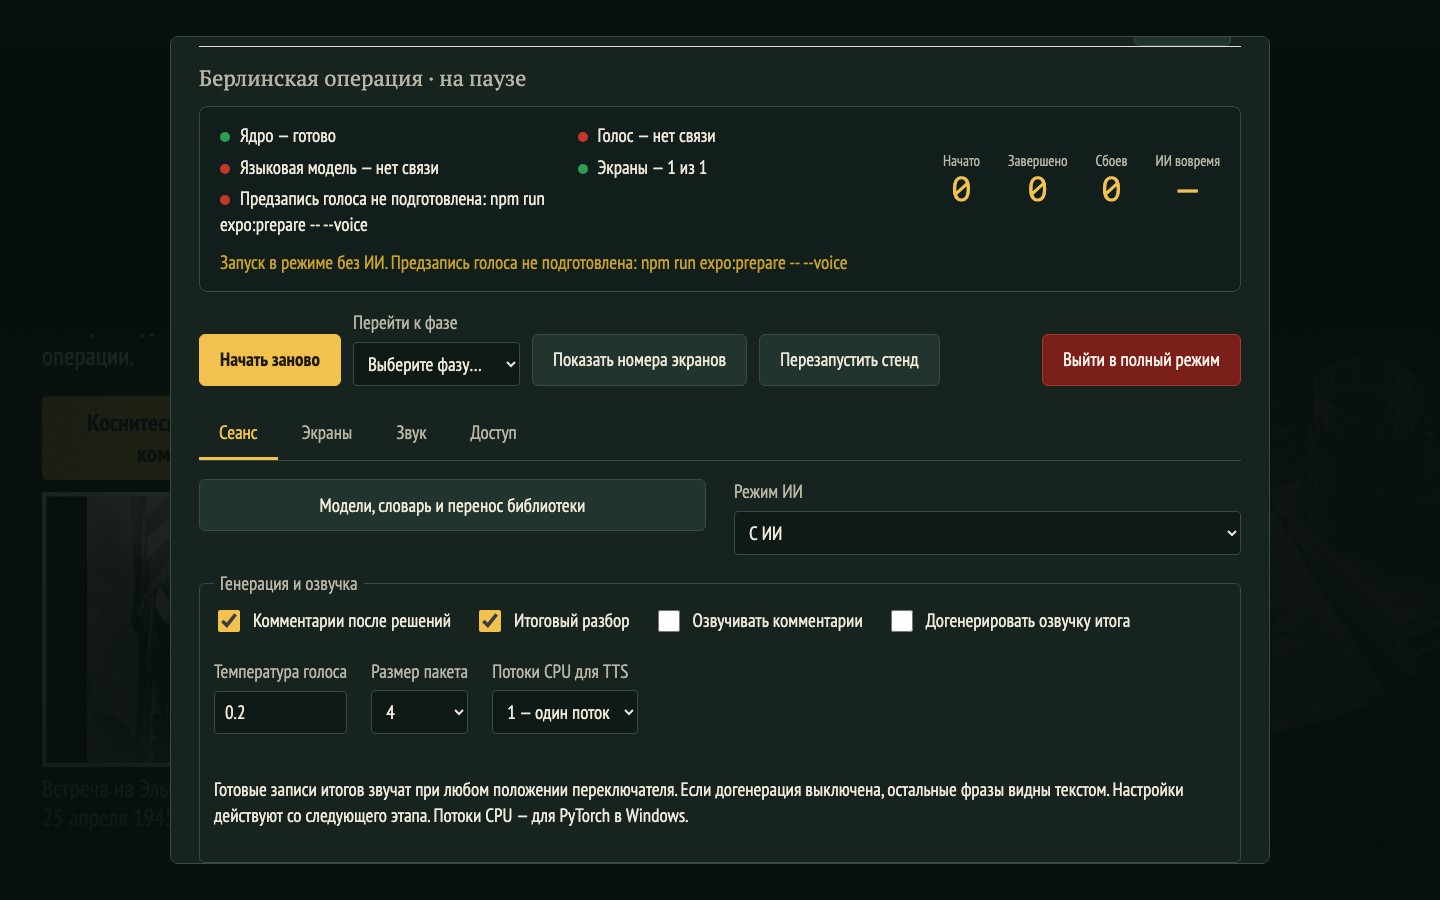 Берлинская операция · на паузе
Ядро — готово
Голос — нет связи
Языковая модель — нет связи
Экраны — 1 из 1
Предзапись голоса не подготовлена: npm run
expo:prepare -- --voice
Начато
Завершено
Сбоев
ИИ вовремя
0
0
0
—
Запуск в режиме без ИИ. Предзапись голоса не подготовлена: npm run expo:prepare -- --voice
Перейти к фазе
Начать заново
Выберите фазу...
Показать номера экранов
Перезапустить стенд
Выйти в полный режим
операции.
Сеанс
Экраны
Звук
Доступ
Модели, словарь и перенос библиотеки
Режим ИИ
С ИИ
Генерация и озвучка
Комментарии после решений
Итоговый разбор
Озвучивать комментарии
Догенерировать озвучку итога
Температура голоса
Размер пакета
Потоки CPU для TTS
0.2
4
1 — один поток
Готовые записи итогов звучат при любом положении переключателя. Если догенерация выключена, остальные фразы видны текстом. Настройки
действуют со следующего этапа. Потоки CPU — для PyTorch в Windows.
Встреча на
25 апреля